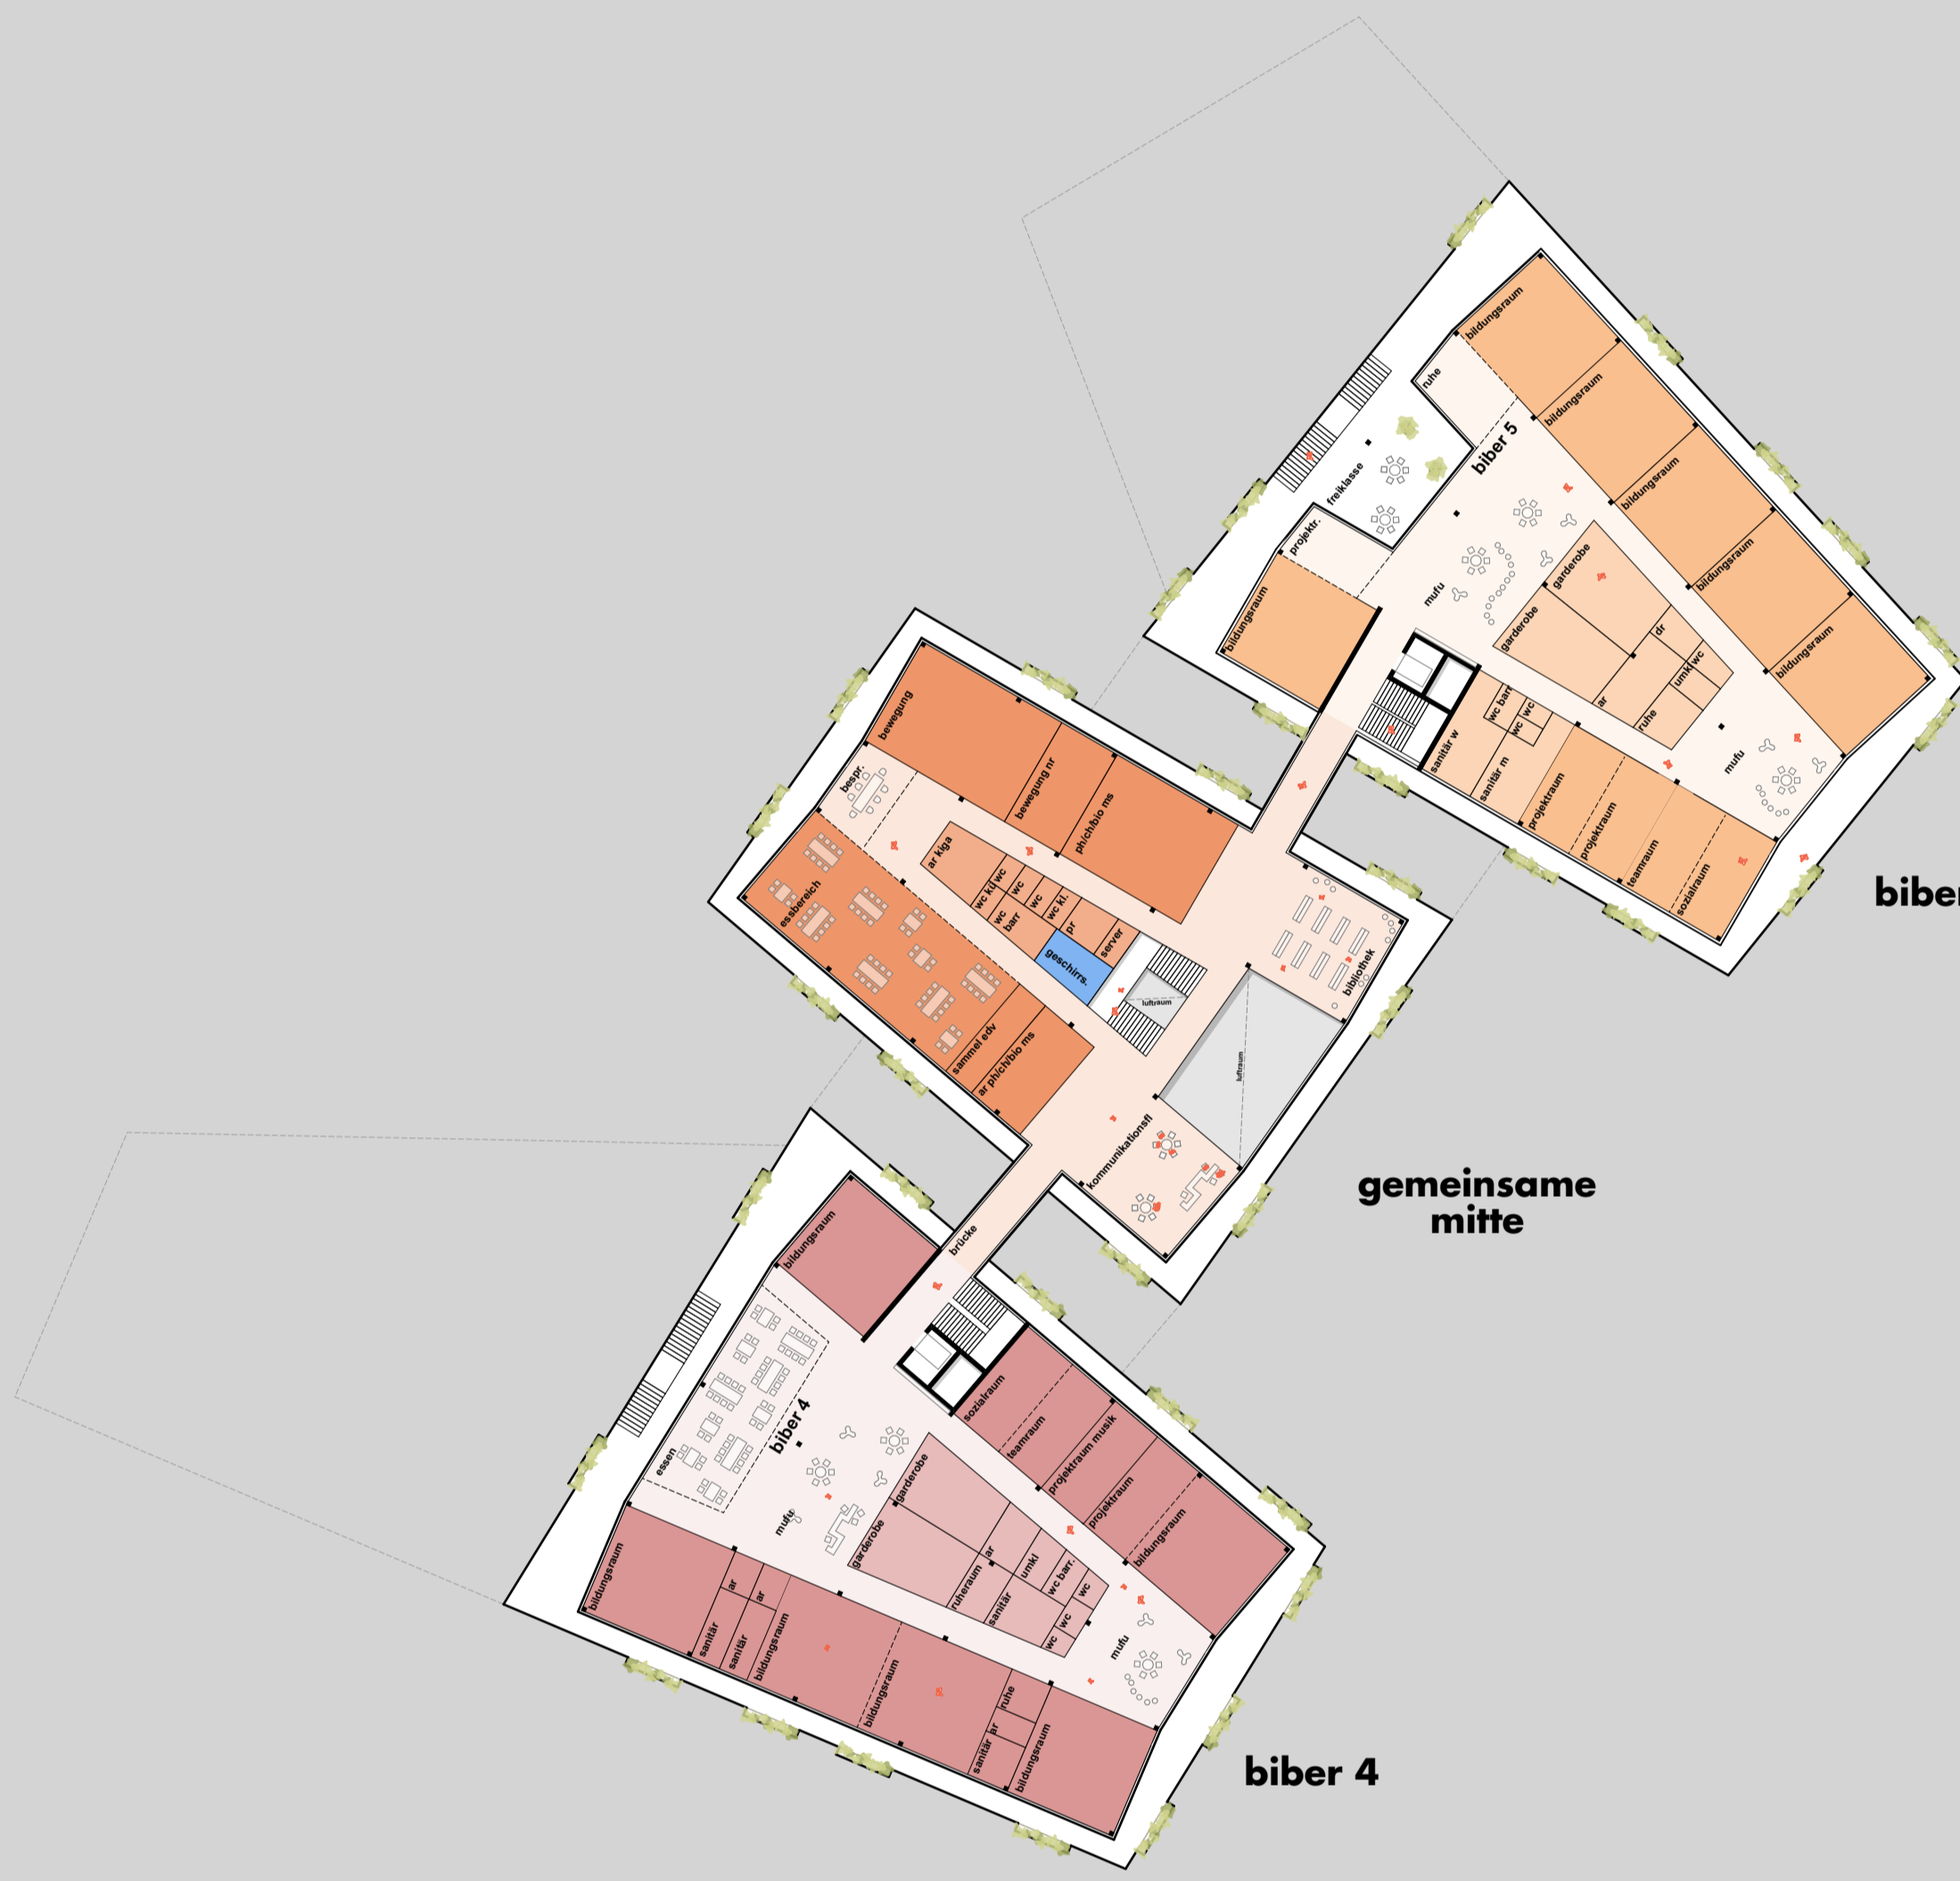 bildungsraum
ruhe
bildungsraum
biber 5
bildungsraum
freiklasse
projektr.
bildungsraum
garderobe
mufu
bildungsraum
garderobe
dr
wc
umkl
bildungsraum
ar
ruhe
wc barr
wc
wc
sanitär w
sanitär m
mufu
projektraum
projektraum
teamraum
sozialraum
biber
bewegung
bespr.
bewegung nr
ph/ch/bio ms
ar kiga
wc
wc kü
wc
wc
wc kl.
wc
barr
pr
server
geschirrs.
essbereich
luftraum
bibliothek
sammel edv
ar ph/ch/bio ms
luftraum
kommunikationsfl
gemeinsame
mitte
brücke
bildungsraum
sozialraum
teamraum
projektraum musik
projektraum
bildungsraum
biber 4
essen
mufu
garderobe
garderobe
ar
umkl
wc barr.
wc
ruheraum
sanitär
wc
wc
mufu
bildungsraum
ar
ar
sanitär
sanitär
bildungsraum
bildungsraum
ruhe
ar
sanitär
bildungsraum
biber 4